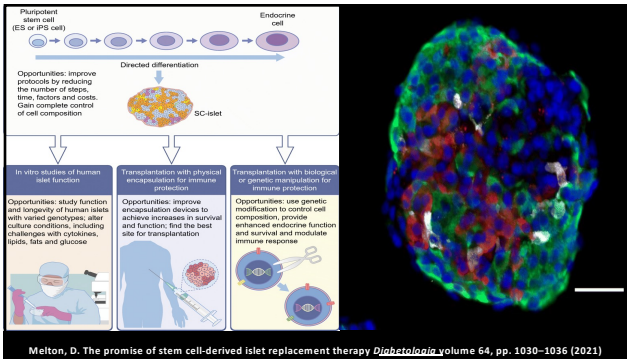 Pluripotent
stem cell
(ES or iPS cell)
Endocrine
cell
Directed differentiation
Opportunities: improve
protocols by reducing
the number of steps,
time, factors and costs.
Gain complete control
of cell composition
SC-islet
In vitro studies of human
islet function
Opportunities: study function
and longevity of human islets
with varied genotypes; alter
culture conditions, including
challenges with cytokines,
lipids, fats and glucose
Transplantation with physical
encapsulation for immune
protection
Opportunities: improve
encapsulation devices to
achieve increases in survival
and function; find the best
site for transplantation
Transplantation with biological
or genetic manipulation for
immune protection
Opportunities: use genetic
modification to control cell
composition, provide
enhanced endocrine function
and survival and modulate
immune response
Melton, D. The promise of stem cell-derived islet replacement therapy Diabetologia volume 64, pp. 1030–1036 (2021)